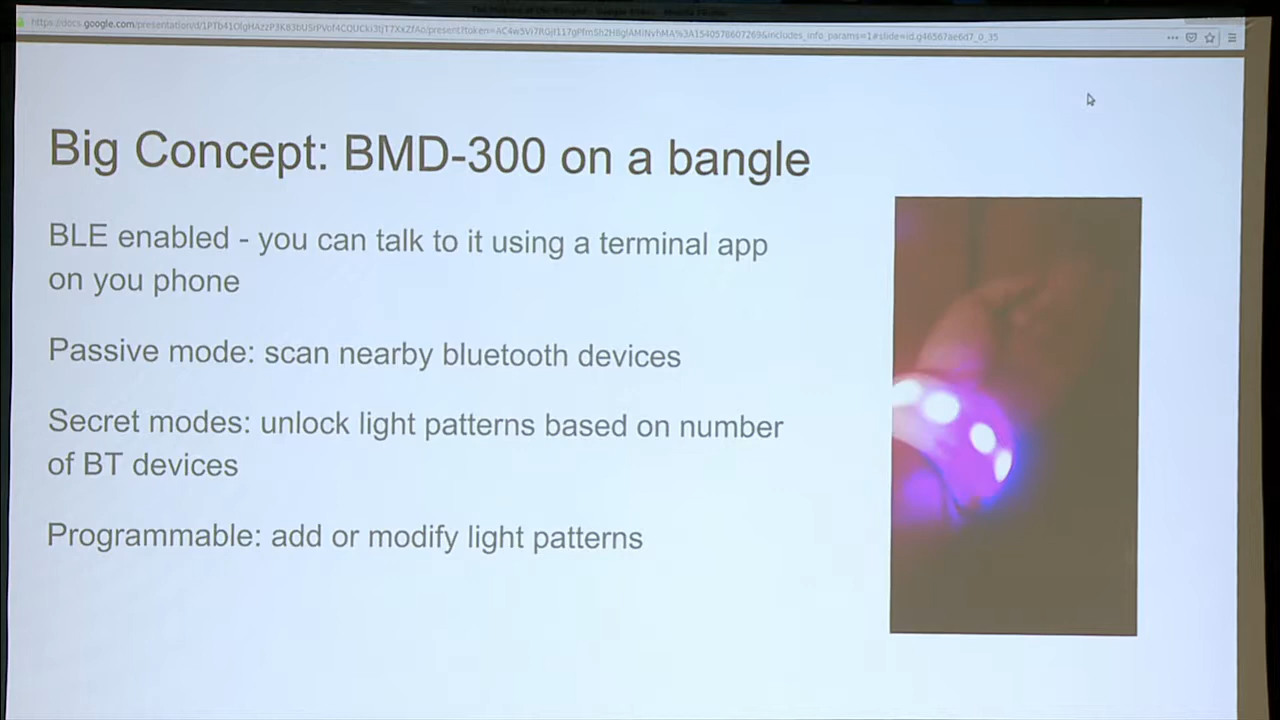 Big Concept: BMD-300 on a bangle
BLE enabled - you can talk to it using a terminal app
on you phone
Passive mode: scan nearby bluetooth devices
Secret modes: unlock light patterns based on number
of BT devices
Programmable: add or modify light patterns